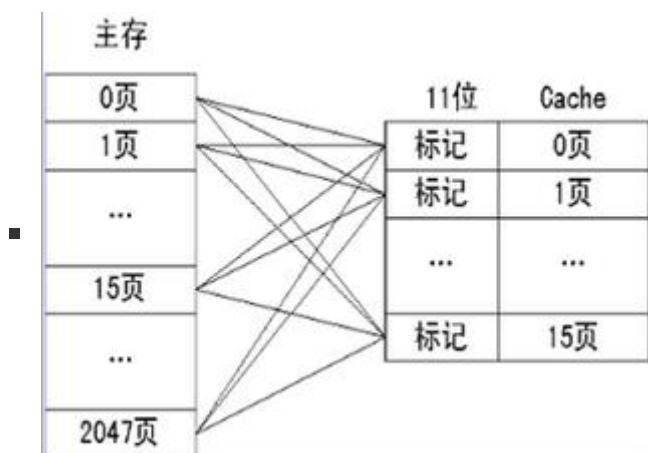 主存
0页
1页
...
15页
...
2047页
11位 Cache
标记 0页
标记 1页
... ...
标记 15页